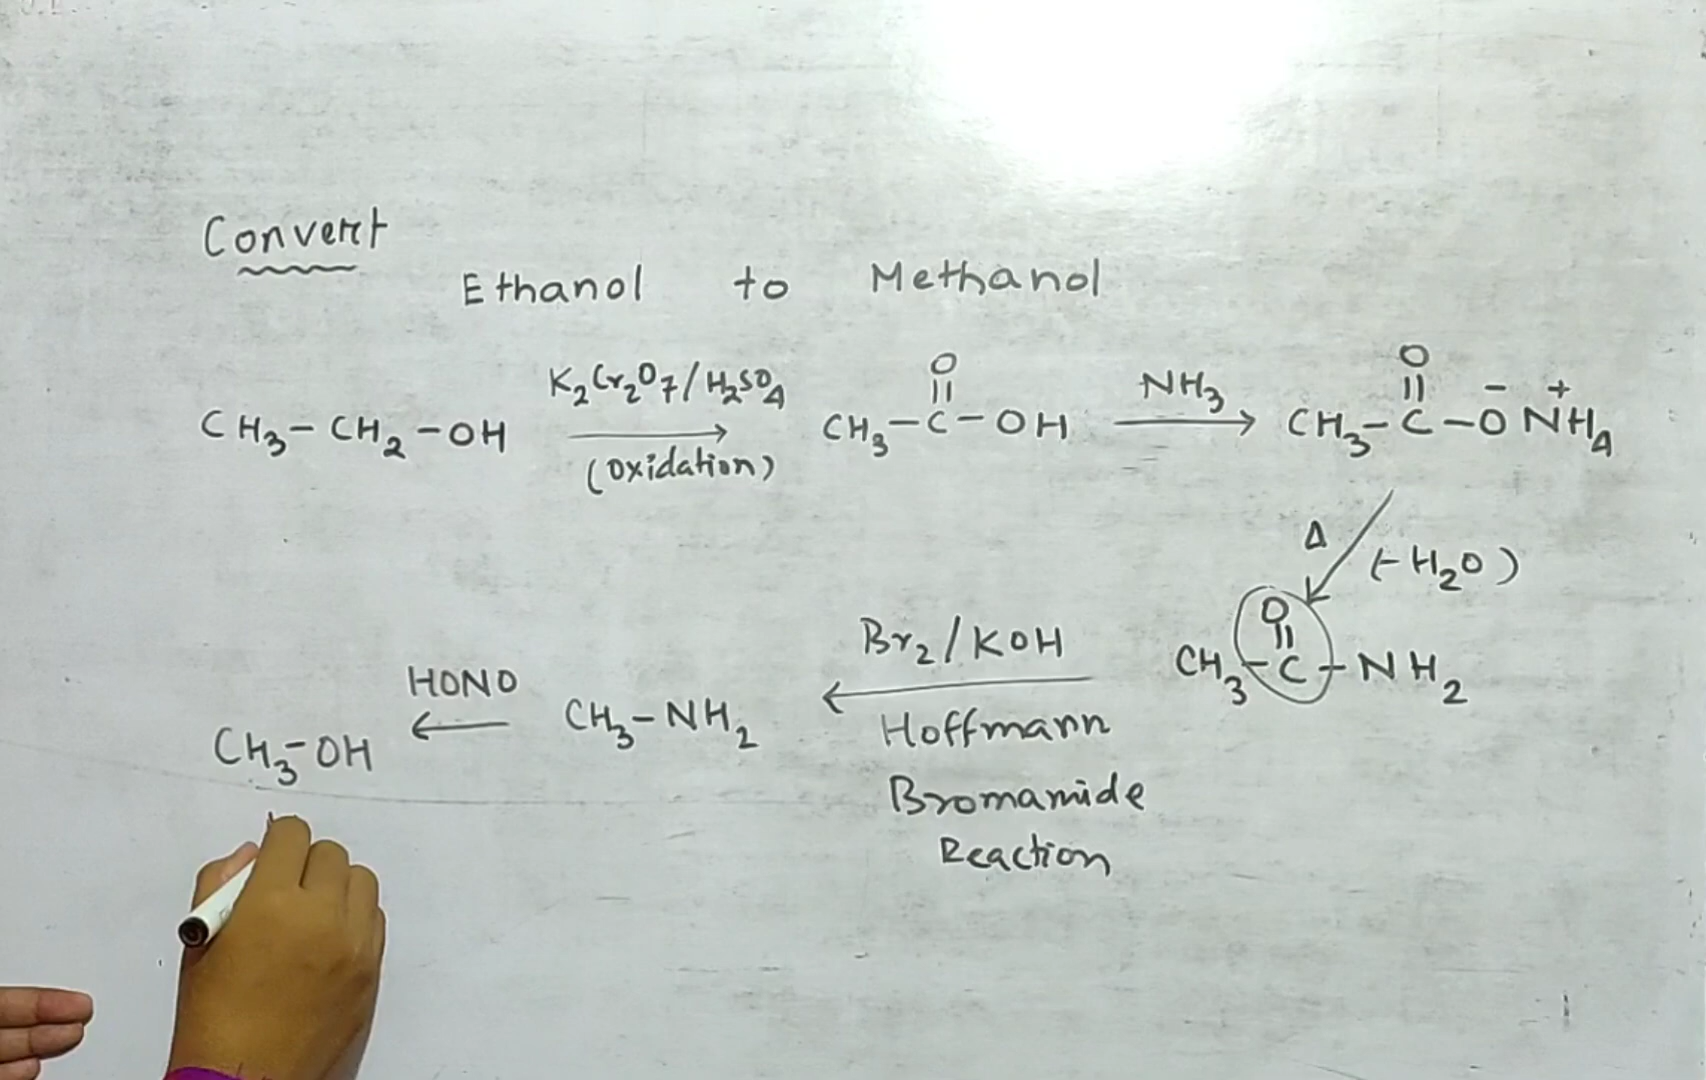 Convert
Ethanol to Methanol
CH₃-CH₂-OH K₂Cr₂O₇/H₂SO₄ (oxidation) → CH₃-C(=O)-OH NH₃ → CH₃-C(=O)-O⁻ N⁺H₄
Δ (-H₂O)
CH₃-C(=O)-NH₂
Br₂/KOH ←
Hoffmann
Bromamide
Reaction
CH₃-NH₂
HONO ←
CH₃-OH